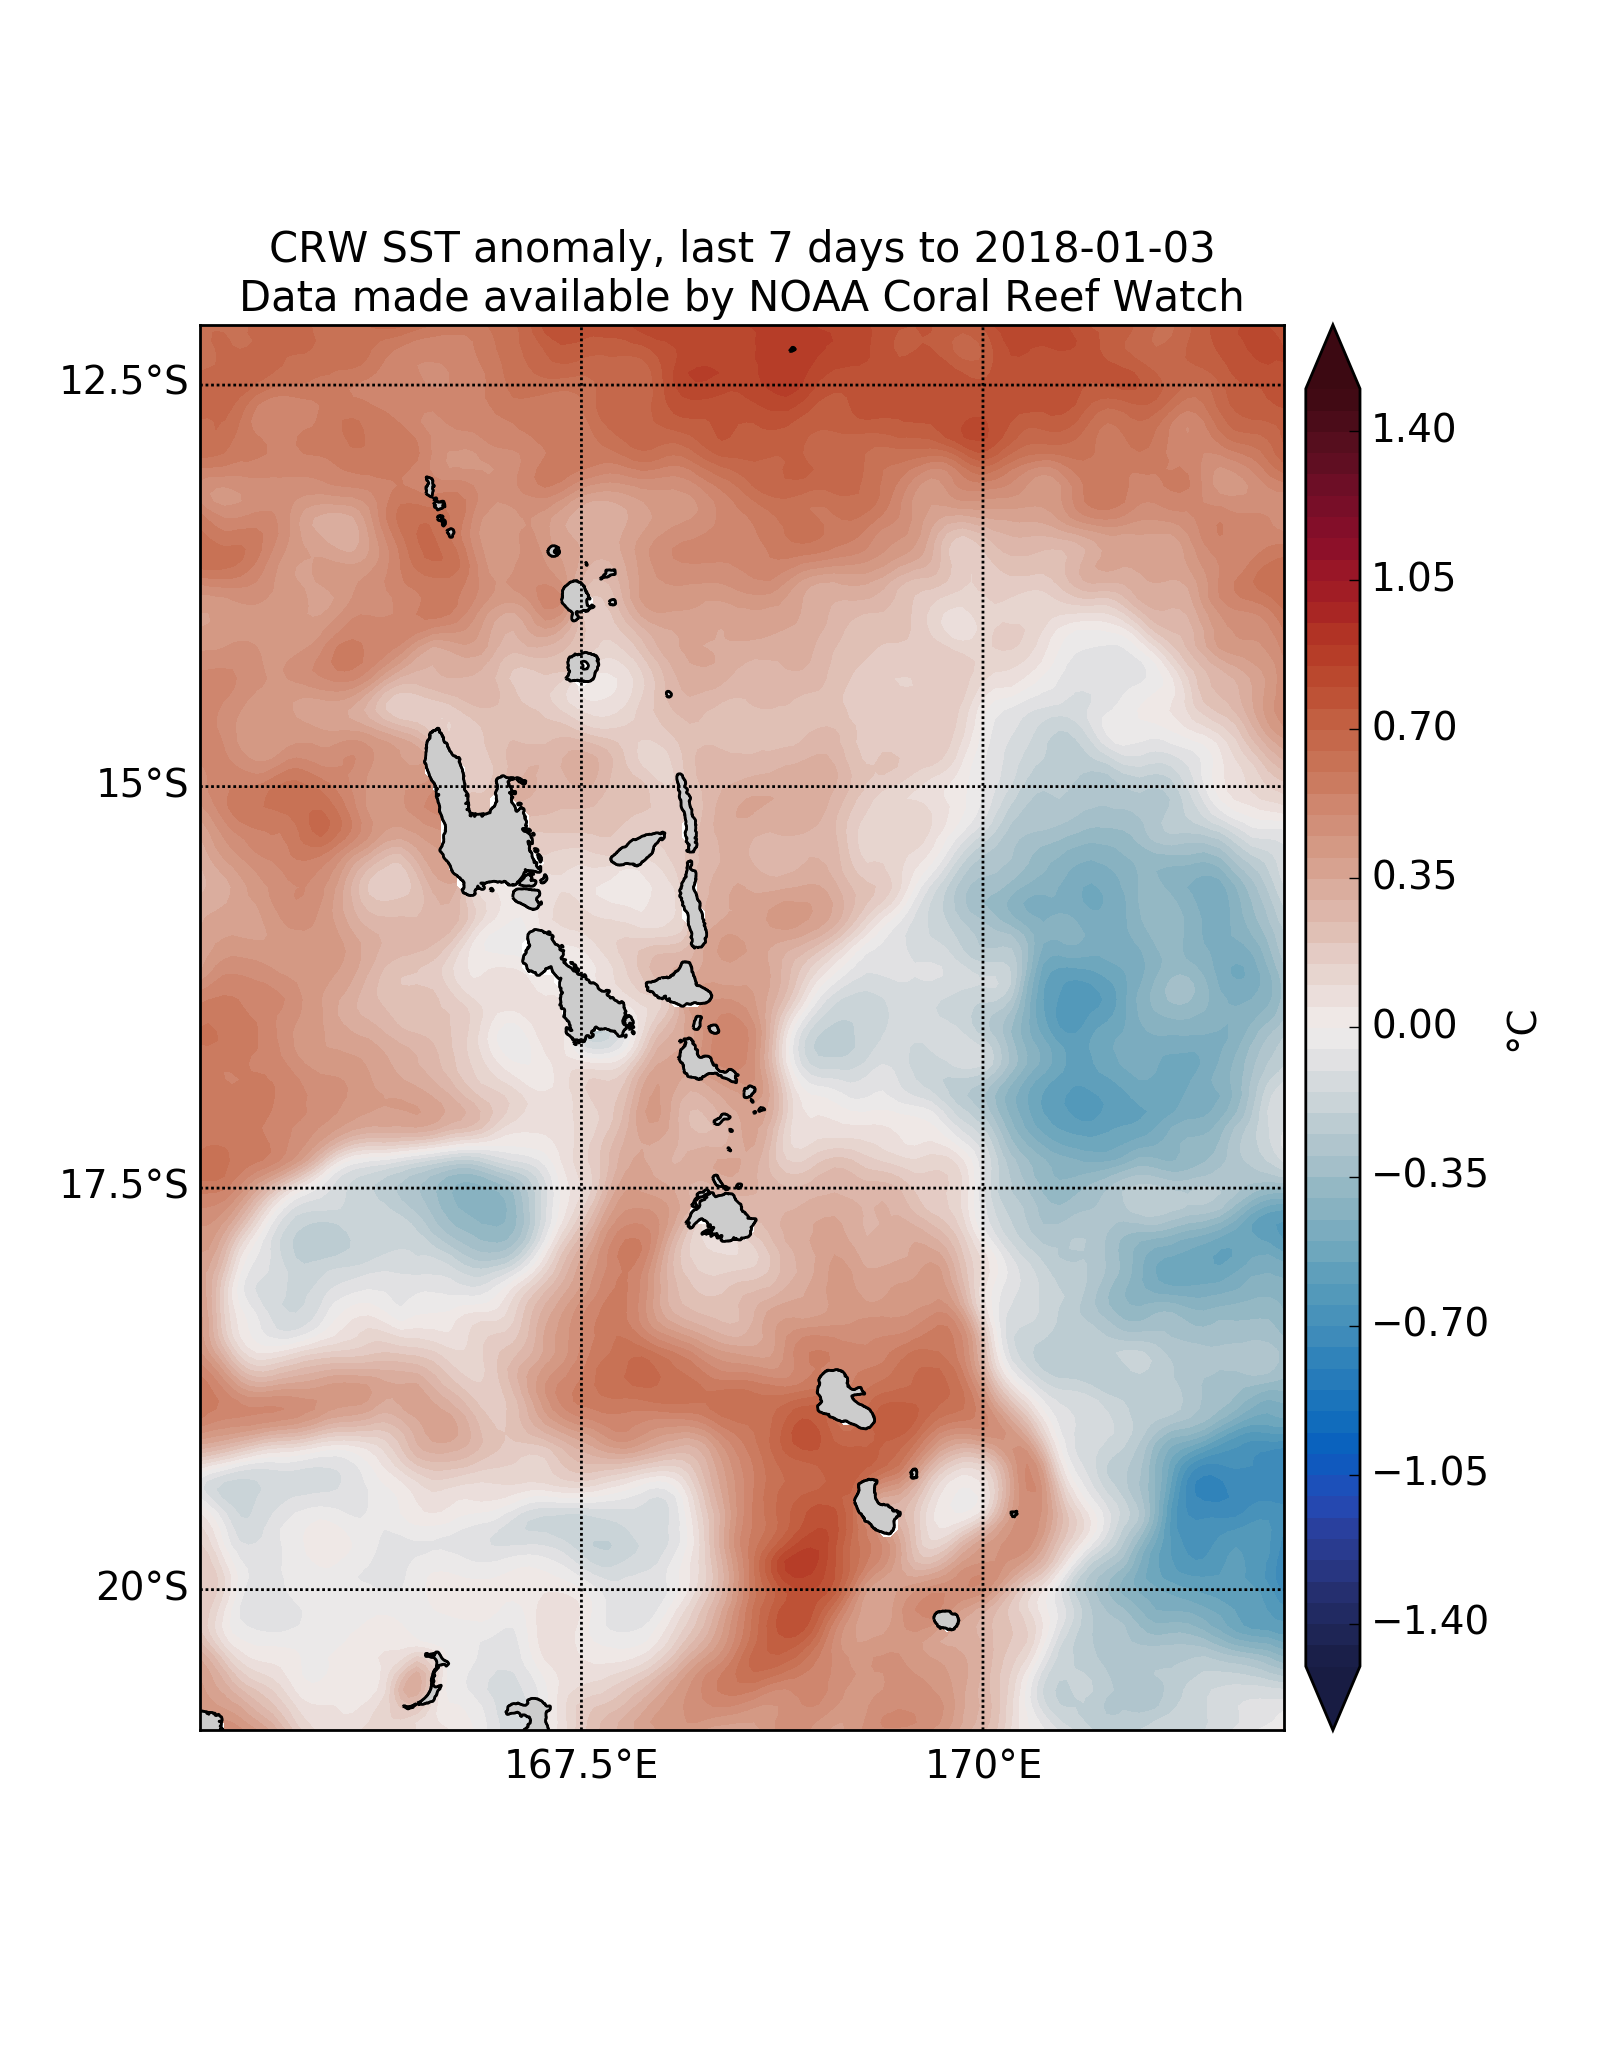 CRW SST anomaly, last 7 days to 2018-01-03
Data made available by NOAA Coral Reef Watch
12.5°S
15°S
17.5°S
20°S
167.5°E
170°E
1.40
1.05
0.70
0.35
0.00
−0.35
−0.70
−1.05
−1.40
°C